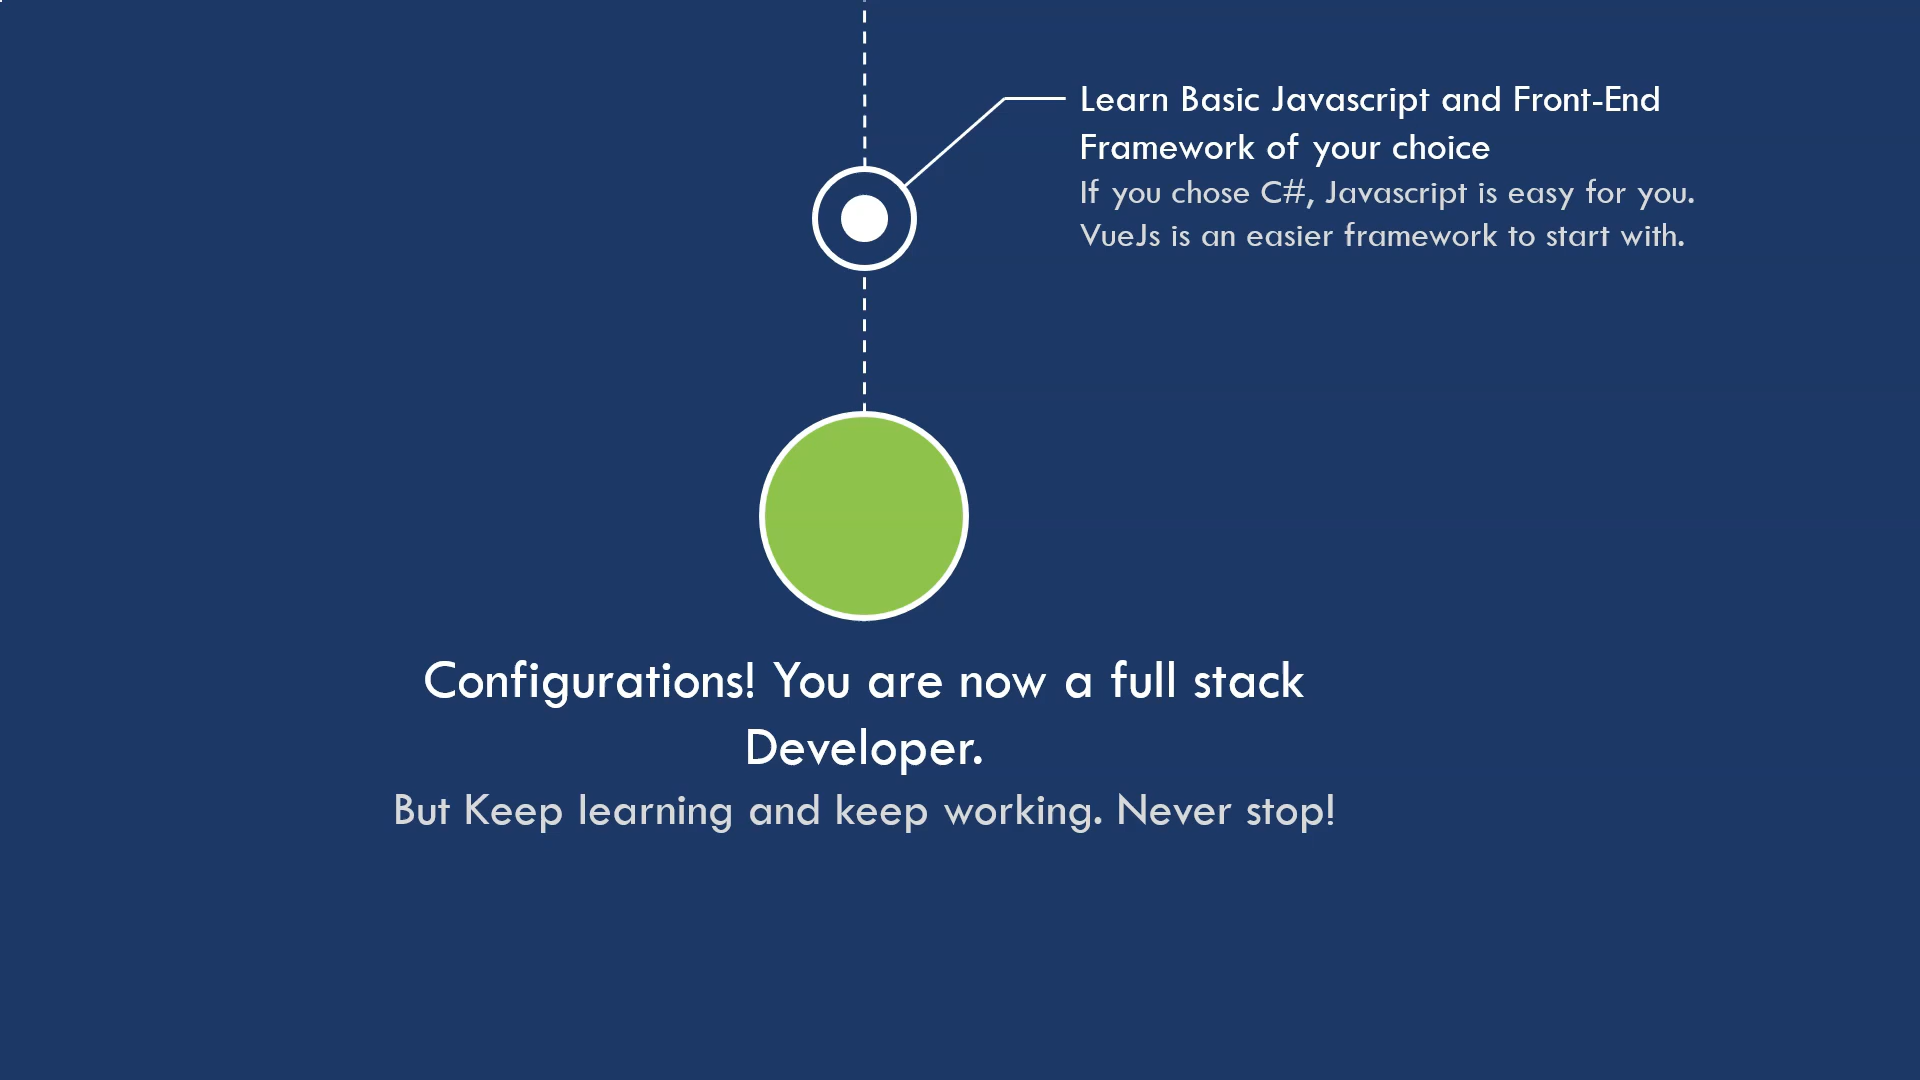 Learn Basic Javascript and Front-End
Framework of your choice
If you chose C#, Javascript is easy for you.
VueJs is an easier framework to start with.
Configurations! You are now a full stack
Developer.
But Keep learning and keep working. Never stop!